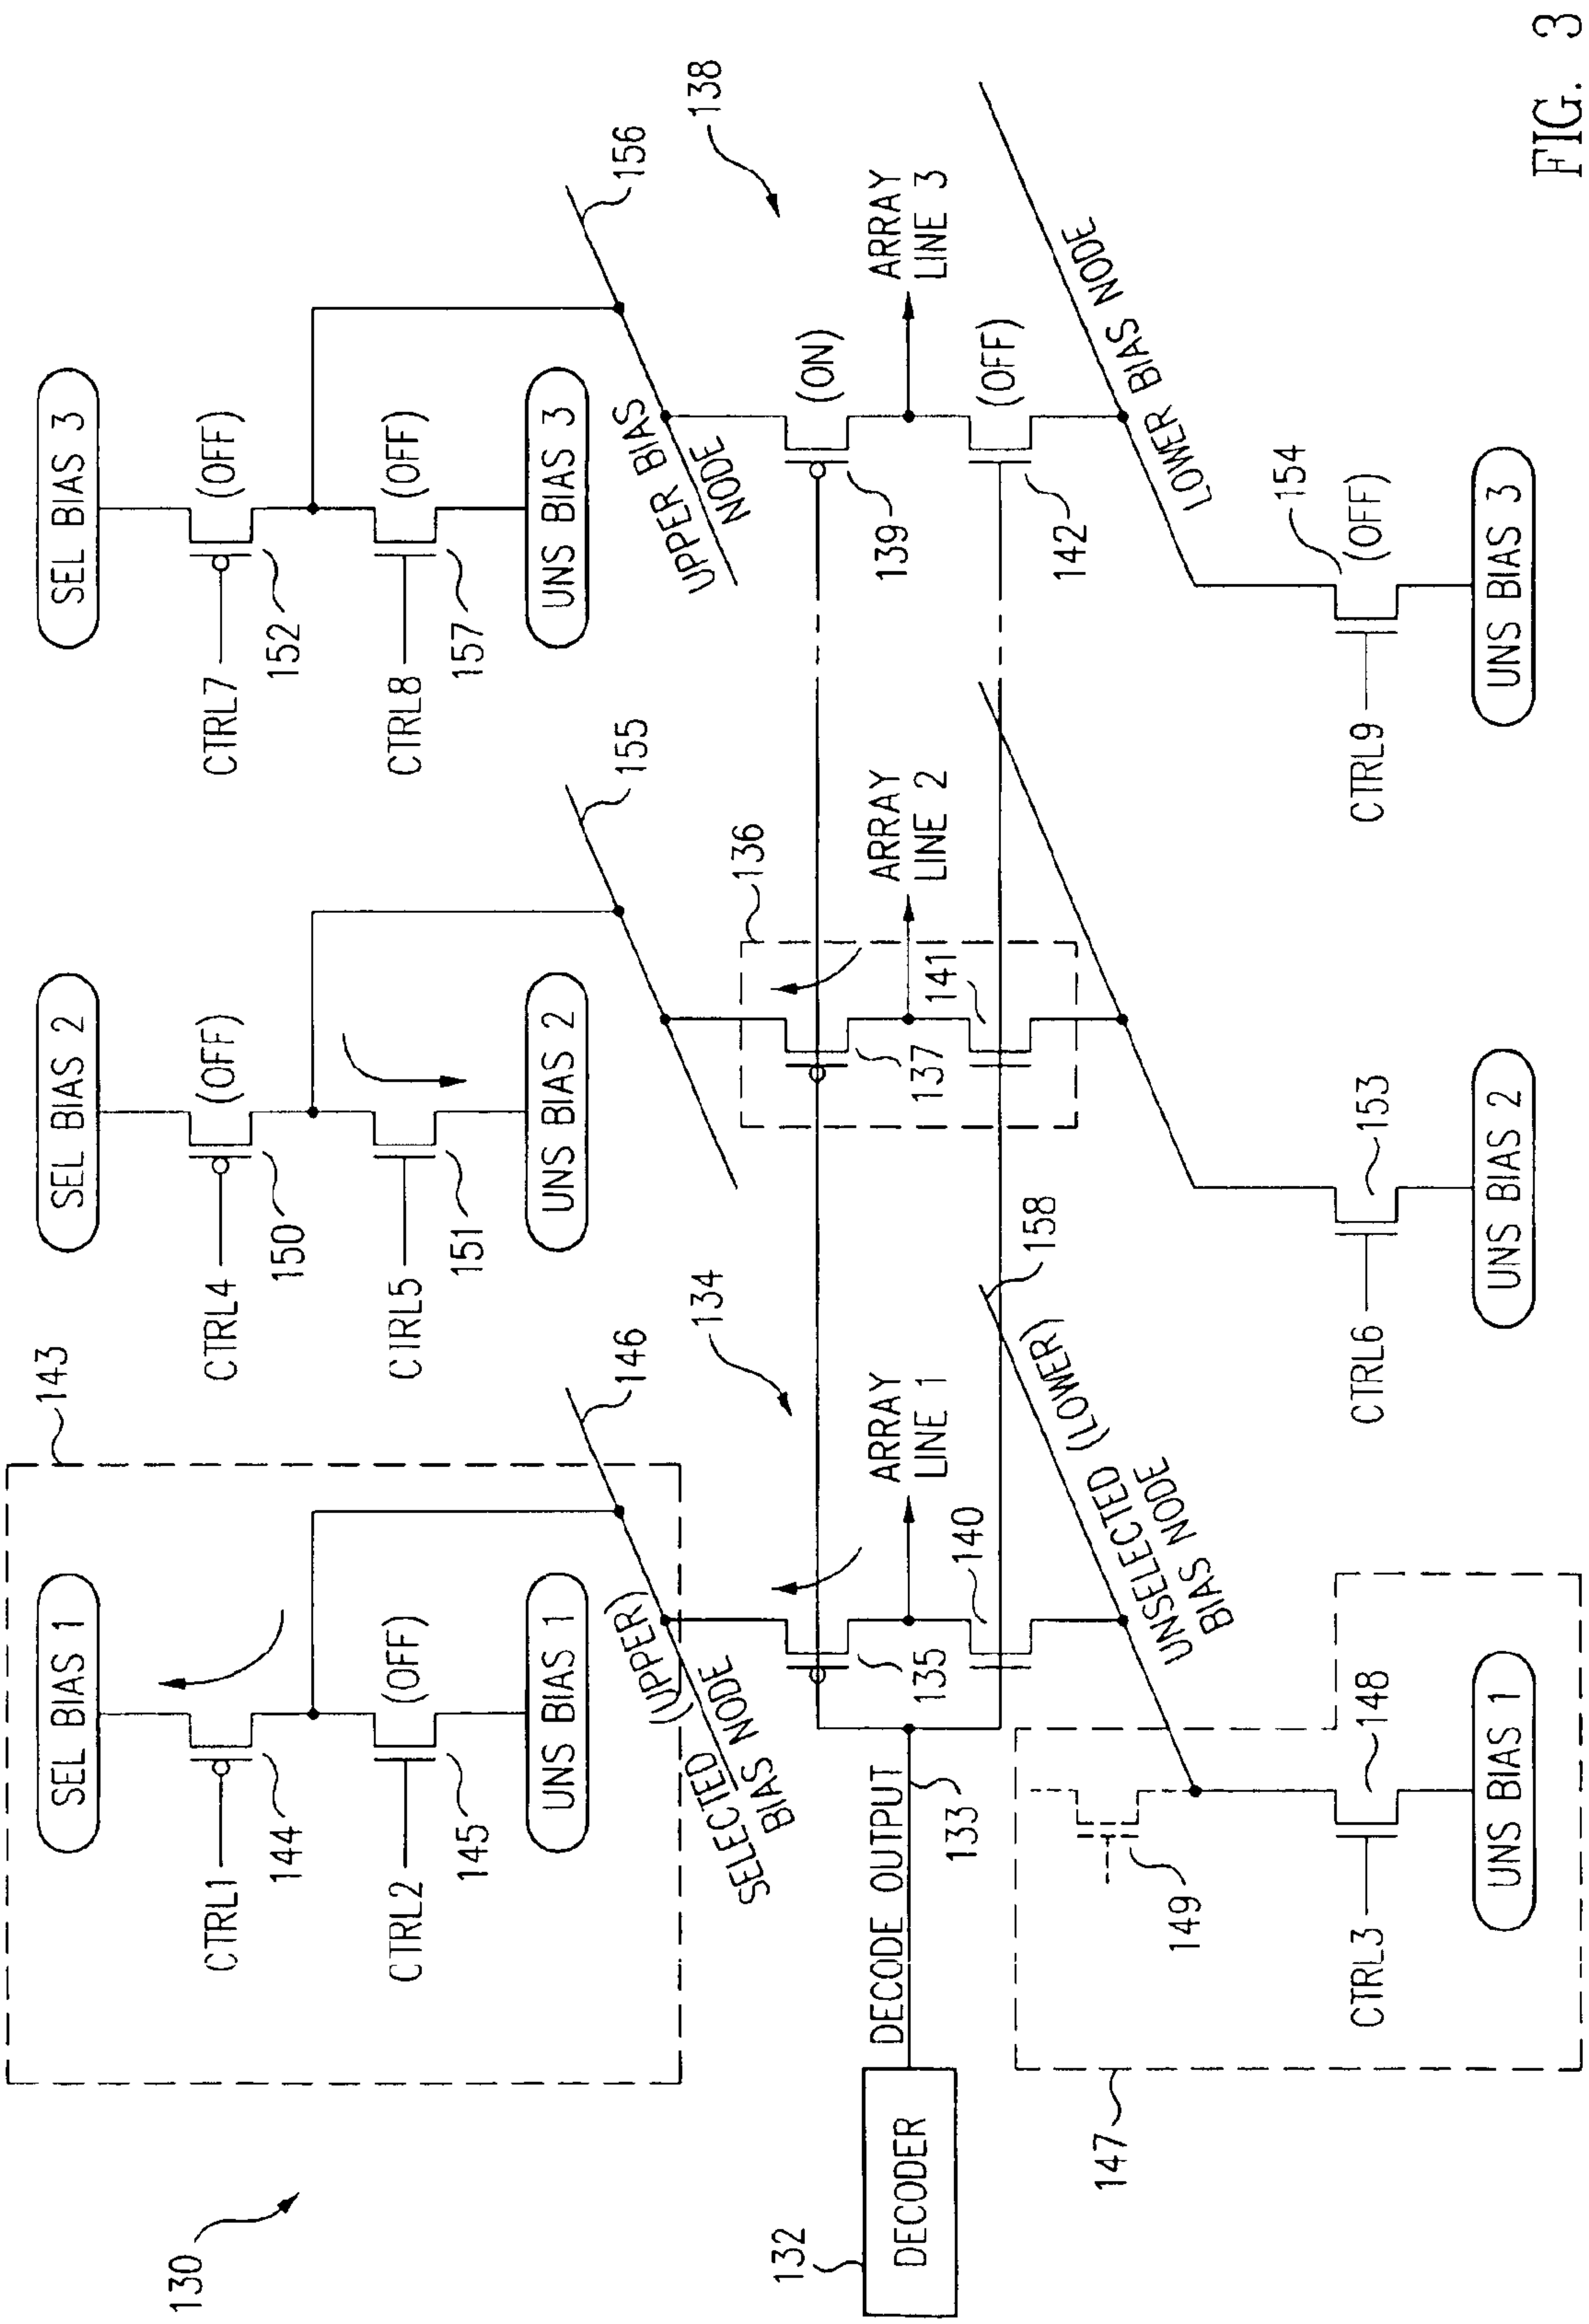 FIG. 3
130
143
SEL BIAS 1
CTRL1
144
CTRL2
(OFF)
145
UNS BIAS 1
146
SELECTED (UPPER)
BIAS NODE
SEL BIAS 2
CTRL4
(OFF)
150
CTRL5
151
UNS BIAS 2
155
SEL BIAS 3
CTRL7
(OFF)
152
CTRL8
(OFF)
157
UNS BIAS 3
156
UPPER BIAS
NODE
132
DECODER
DECODE OUTPUT
133
134
135
ARRAY
LINE 1
140
136
137
ARRAY
LINE 2
141
138
139
(ON)
ARRAY
LINE 3
142
(OFF)
158
UNSELECTED (LOWER)
BIAS NODE
LOWER BIAS NODE
147
149
148
CTRL3
UNS BIAS 1
153
CTRL6
UNS BIAS 2
154
(OFF)
CTRL9
UNS BIAS 3